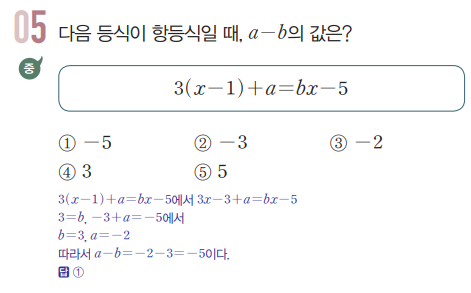 05 다음 등식이 항등식일 때, a-b의 값은?
중
3(x-1)+a=bx-5
① -5 ② -3 ③ -2
④ 3 ⑤ 5
3(x-1)+a=bx-5에서 3x-3+a=bx-5
3=b, -3+a=-5에서
b=3, a=-2
따라서 a-b=-2-3=-5이다.
답 ①